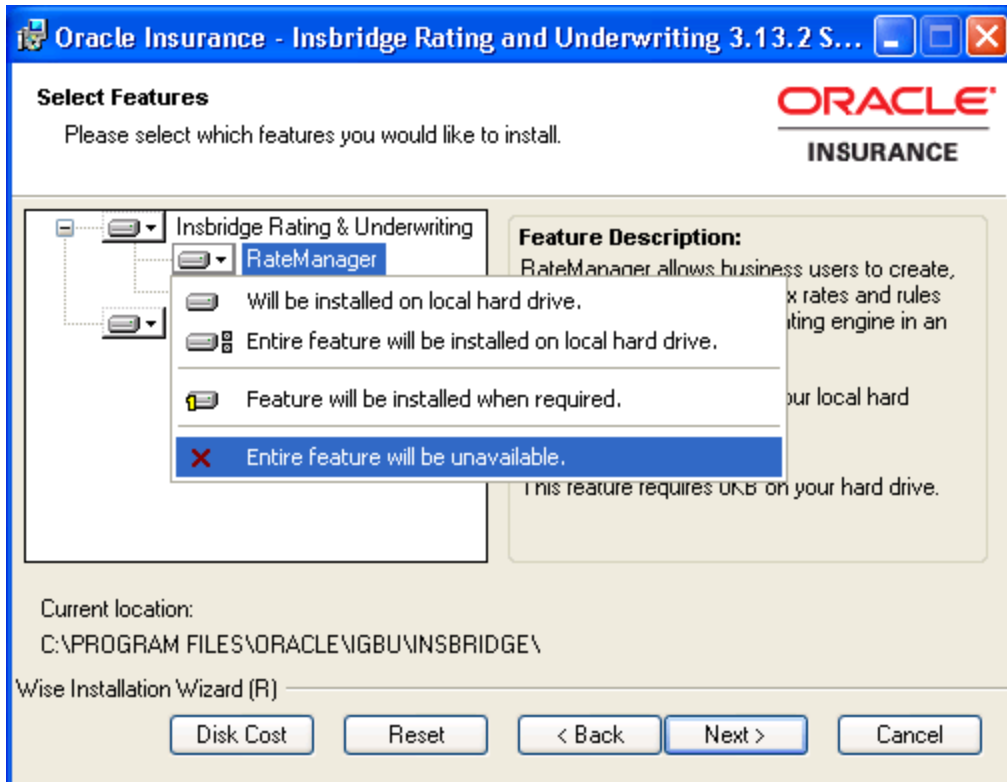 Oracle Insurance - Insbridge Rating and Underwriting 3.13.2 S...
Select Features
Please select which features you would like to install.
ORACLE
INSURANCE
Insbridge Rating & Underwriting
RateManager
Will be installed on local hard drive.
Entire feature will be installed on local hard drive.
Feature will be installed when required.
Entire feature will be unavailable.
Feature Description:
RateManager allows business users to create,
x rates and rules
engine in an
local hard
This feature requires 0KB on your hard drive.
Current location:
C:\PROGRAM FILES\ORACLE\IGBU\INSBRIDGE\
Wise Installation Wizard (R)
Disk Cost
Reset
< Back
Next >
Cancel